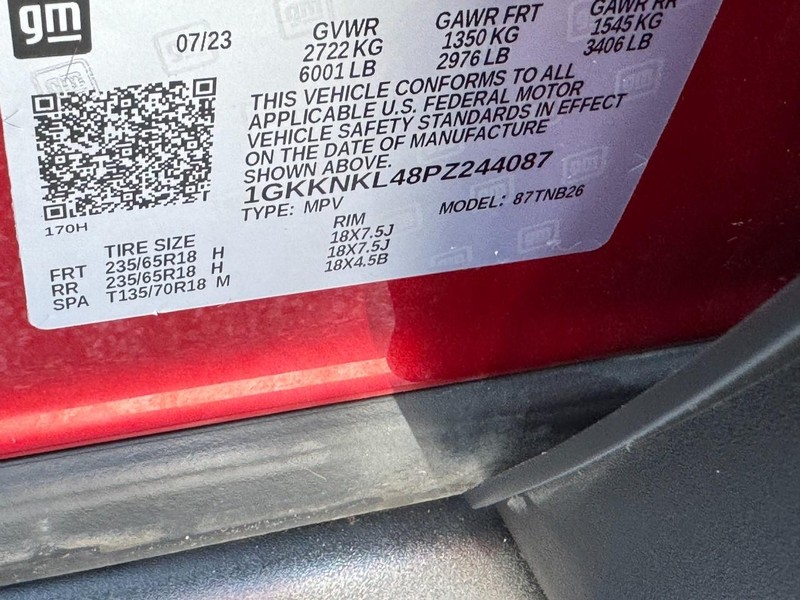 gm
07/23
GVWR
2722 KG
6001 LB
GAWR FRT
1350 KG
2976 LB
GAWR RR
1545 KG
3406 LB
THIS VEHICLE CONFORMS TO ALL
APPLICABLE U.S. FEDERAL MOTOR
VEHICLE SAFETY STANDARDS IN EFFECT
ON THE DATE OF MANUFACTURE
SHOWN ABOVE.
1GKKNKL48PZ244087
TYPE: MPV MODEL: 87TNB26
170H
TIRE SIZE RIM
FRT 235/65R18 H 18X7.5J
RR 235/65R18 H 18X7.5J
SPA T135/70R18 M 18X4.5B